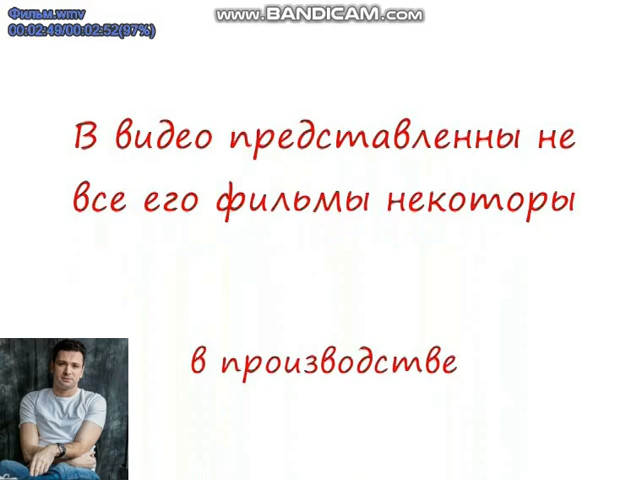 Фильм.wmv
00:02:49/00:02:52(97%)
www.BANDICAM.com
В видео представленны не
все его фильмы некоторы
в производстве